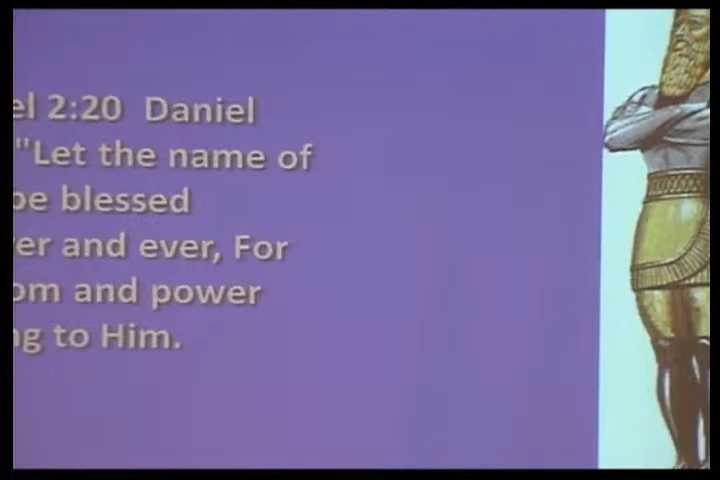 el 2:20 Daniel
"Let the name of
be blessed
er and ever, For
om and power
ng to Him.